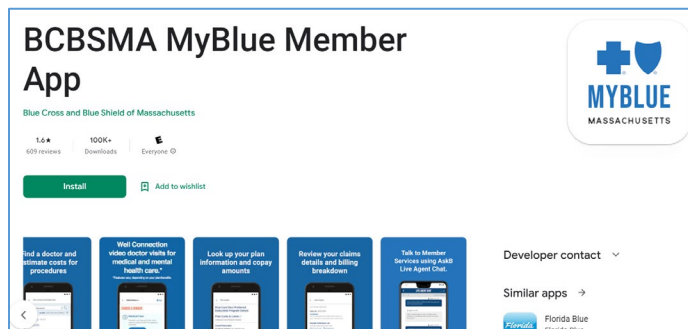 BCBSMA MyBlue Member
App
Blue Cross and Blue Shield of Massachusetts
1.6★
609 reviews
100K+
Downloads
E
Everyone
Install
Add to wishlist
MYBLUE
MASSACHUSETTS
Find a doctor and
estimate costs for
procedures
Well Connection
video doctor visits for
medical and mental
health care.*
Look up your plan
information and copay
amounts
Review your claims
details and billing
breakdown
Talk to Member
Services using AskB
Live Agent Chat.
Developer contact
Similar apps
Florida Blue
Florida